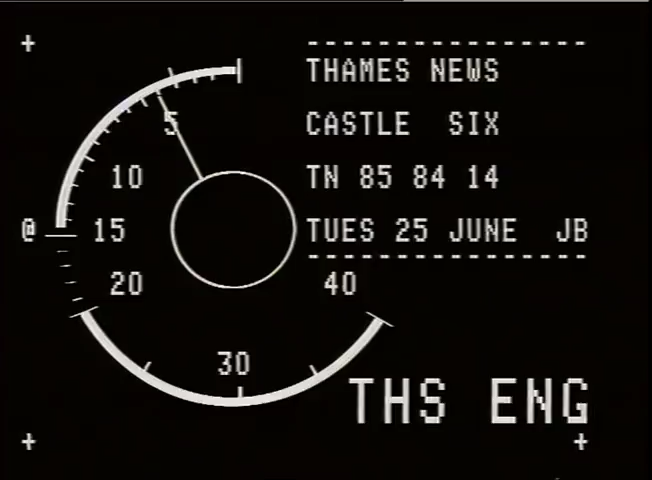 +
----------------
THAMES NEWS
5
CASTLE SIX
10
TN 85 84 14
@ 15
TUES 25 JUNE JB
----------------
20
40
30
THS ENG
+ +